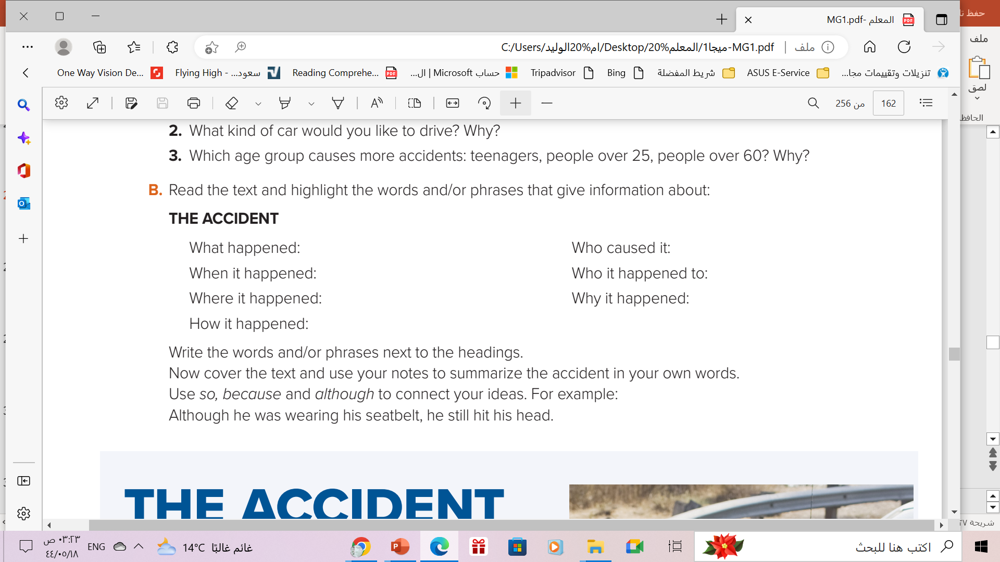 حفظ تل
المعلم -MG1.pdf
ملف
C:/Users/ام%20الوليد/Desktop/المعلم%20/ميجا1-MG1.pdf
ملف
One Way Vision De...
Flying High - سعود...
Reading Comprehe...
حساب Microsoft | ال...
Tripadvisor
Bing
شريط المفضلة
ASUS E-Service
تنزيلات وتقييمات مجا...
لصق
162
من 256
2. What kind of car would you like to drive? Why?
3. Which age group causes more accidents: teenagers, people over 25, people over 60? Why?
B. Read the text and highlight the words and/or phrases that give information about:
THE ACCIDENT
What happened:
Who caused it:
When it happened:
Who it happened to:
Where it happened:
Why it happened:
How it happened:
Write the words and/or phrases next to the headings.
Now cover the text and use your notes to summarize the accident in your own words.
Use so, because and although to connect your ideas. For example:
Although he was wearing his seatbelt, he still hit his head.
THE ACCIDENT
شريحة ٢٧
٠٣:٢٣ ص
٤٤/٠٥/١٨
ENG
14°C غائم غالبًا
اكتب هنا للبحث